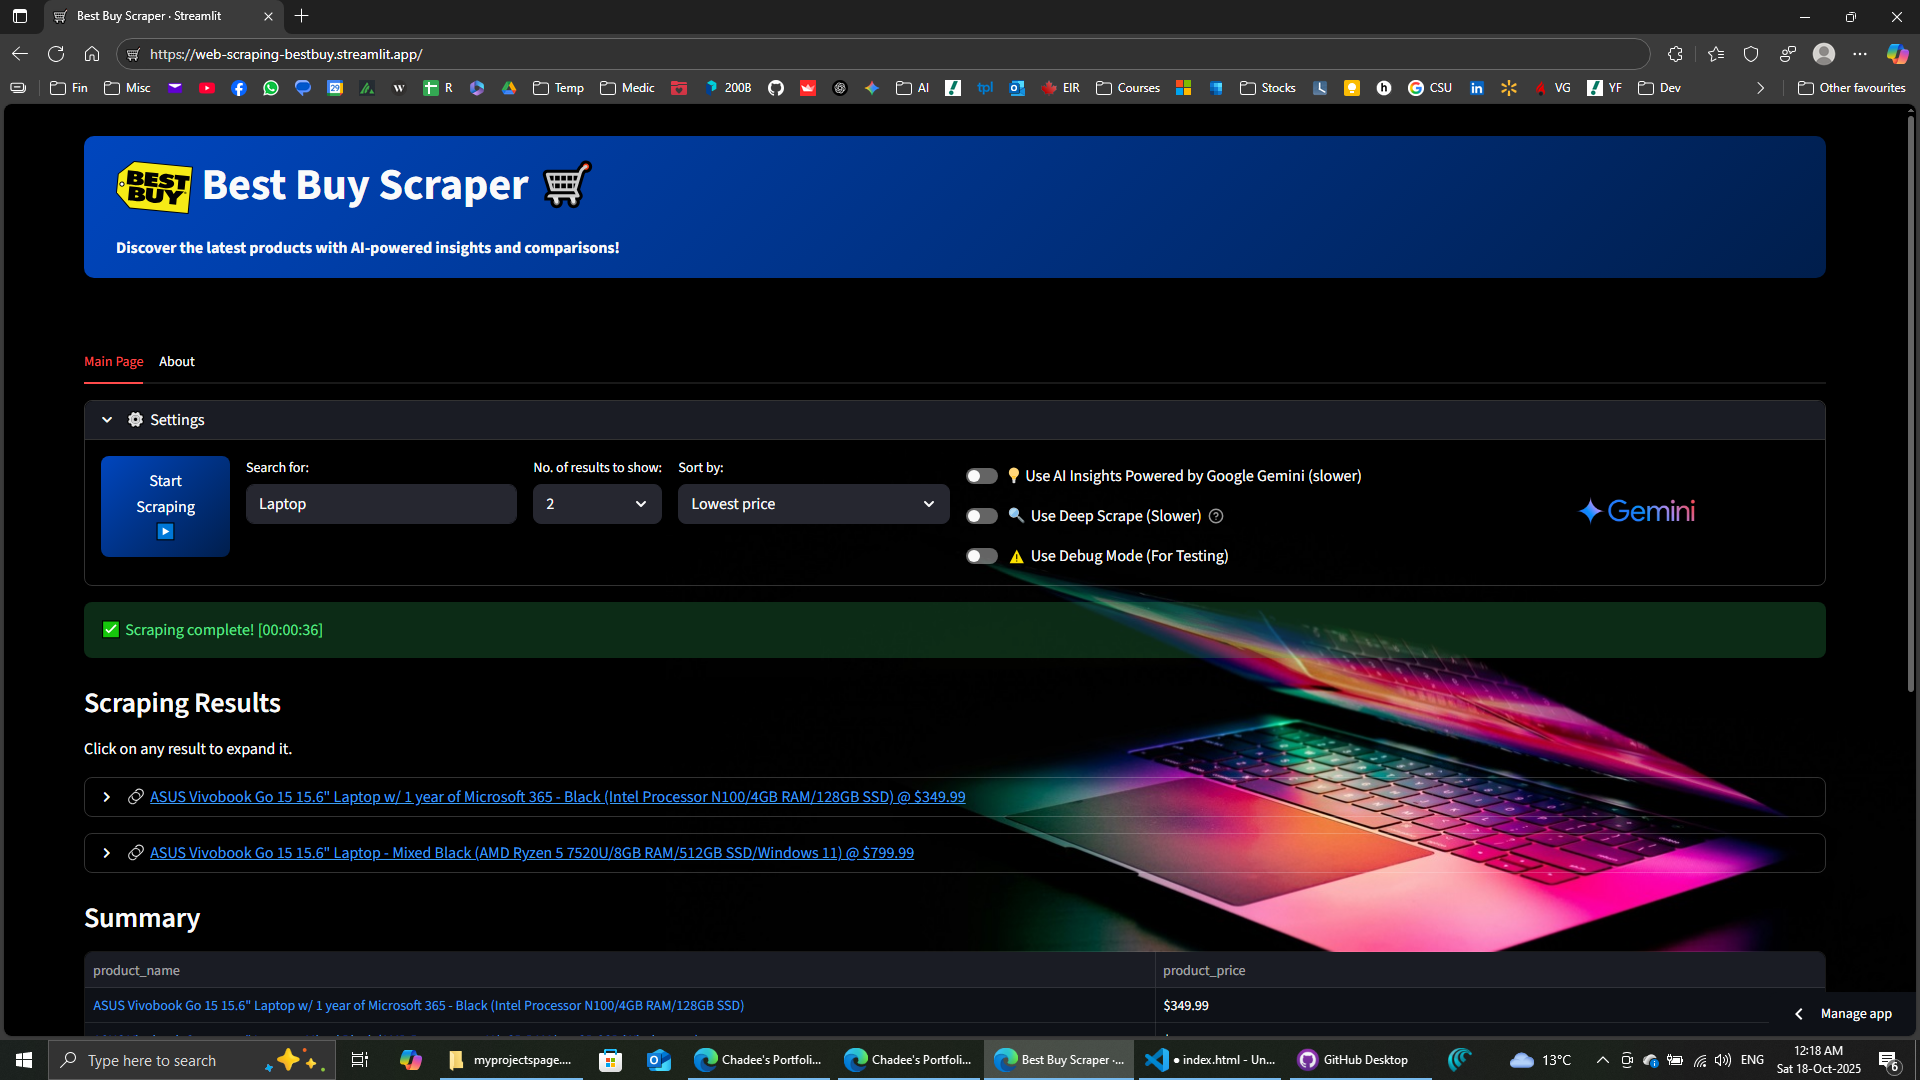 Best Buy Scraper · Streamlit
https://web-scraping-bestbuy.streamlit.app/
Fin
Misc
29
W
R
Temp
Medic
200B
AI
tpl
EIR
Courses
Stocks
CSU
in
VG
YF
Dev
Other favourites
BEST BUY
Best Buy Scraper
Discover the latest products with AI-powered insights and comparisons!
Main Page
About
Settings
Start Scraping
Search for:
Laptop
No. of results to show:
2
Sort by:
Lowest price
Use AI Insights Powered by Google Gemini (slower)
Use Deep Scrape (Slower)
Use Debug Mode (For Testing)
Gemini
Scraping complete! [00:00:36]
Scraping Results
Click on any result to expand it.
ASUS Vivobook Go 15 15.6" Laptop w/ 1 year of Microsoft 365 - Black (Intel Processor N100/4GB RAM/128GB SSD) @ $349.99
ASUS Vivobook Go 15 15.6" Laptop - Mixed Black (AMD Ryzen 5 7520U/8GB RAM/512GB SSD/Windows 11) @ $799.99
Summary
product_name
product_price
ASUS Vivobook Go 15 15.6" Laptop w/ 1 year of Microsoft 365 - Black (Intel Processor N100/4GB RAM/128GB SSD)
$349.99
Manage app
Type here to search
myprojectspage....
Chadee's Portfoli...
Chadee's Portfoli...
Best Buy Scraper ·...
● index.html - Un...
GitHub Desktop
13°C
ENG
12:18 AM
Sat 18-Oct-2025
6